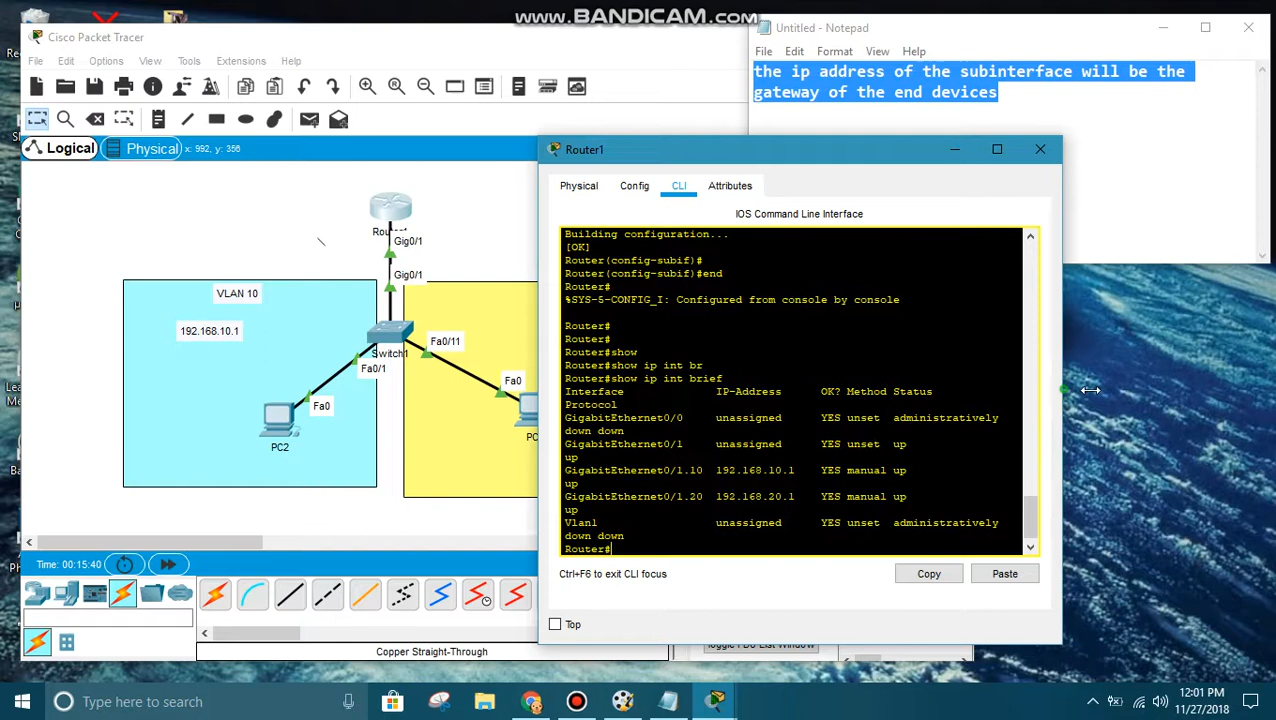 www.BANDICAM.com
Cisco Packet Tracer
File Edit Options View Tools Extensions Help
Logical
Physical x: 992, y: 356
Gig0/1
Gig0/1
VLAN 10
192.168.10.1
Switch1
Fa0/11
Fa0/1
Fa0
Fa0
PC2
Time: 00:15:40
Copper Straight-Through
Untitled - Notepad
File Edit Format View Help
the ip address of the subinterface will be the
gateway of the end devices
Router1
Physical Config CLI Attributes
IOS Command Line Interface
Building configuration...
[OK]
Router(config-subif)#
Router(config-subif)#end
Router#
%SYS-5-CONFIG_I: Configured from console by console
Router#
Router#
Router#show
Router#show ip int br
Router#show ip int brief
Interface IP-Address OK? Method Status
Protocol
GigabitEthernet0/0 unassigned YES unset administratively
down down
GigabitEthernet0/1 unassigned YES unset up
up
GigabitEthernet0/1.10 192.168.10.1 YES manual up
up
GigabitEthernet0/1.20 192.168.20.1 YES manual up
up
Vlan1 unassigned YES unset administratively
down down
Router#
Ctrl+F6 to exit CLI focus
Copy Paste
Top
Type here to search
12:01 PM
11/27/2018